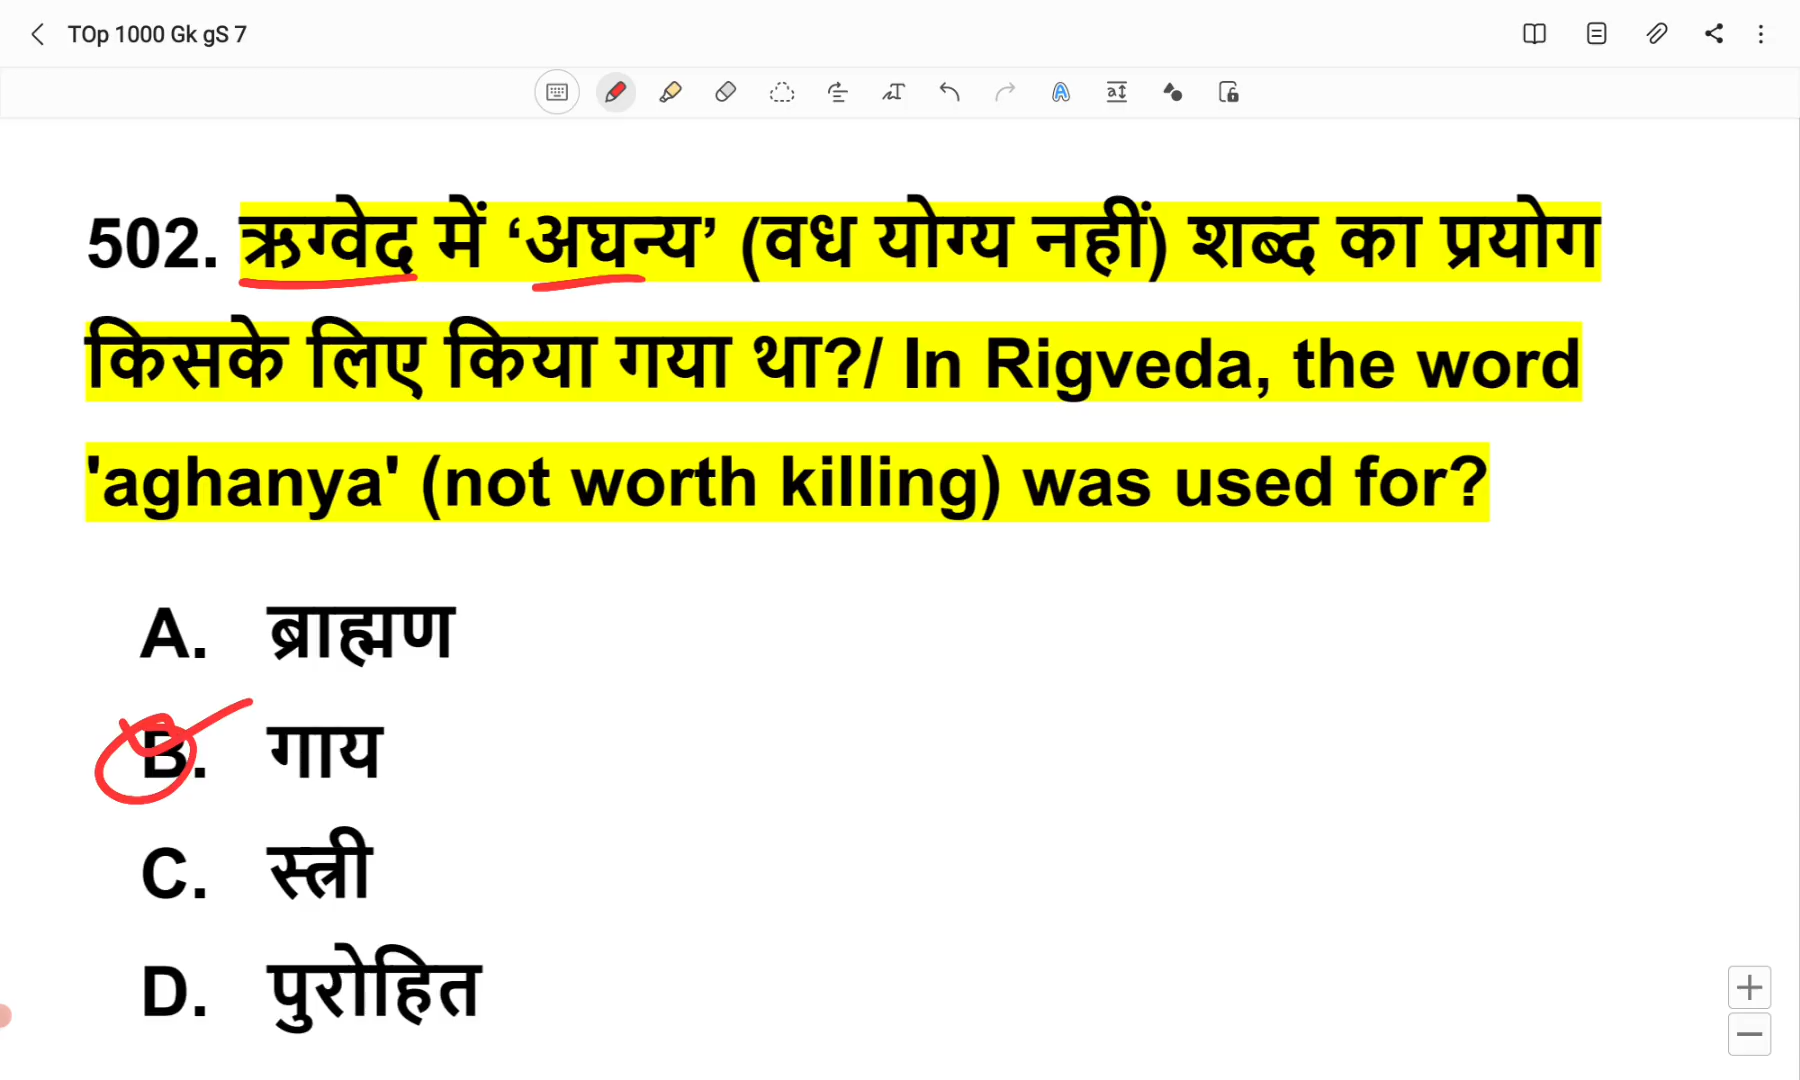 TOp 1000 Gk gS 7
502. ऋग्वेद में ‘अघन्य’ (वध योग्य नहीं) शब्द का प्रयोग
किसके लिए किया गया था?/ In Rigveda, the word
'aghanya' (not worth killing) was used for?
A. ब्राह्मण
B. गाय
C. स्त्री
D. पुरोहित